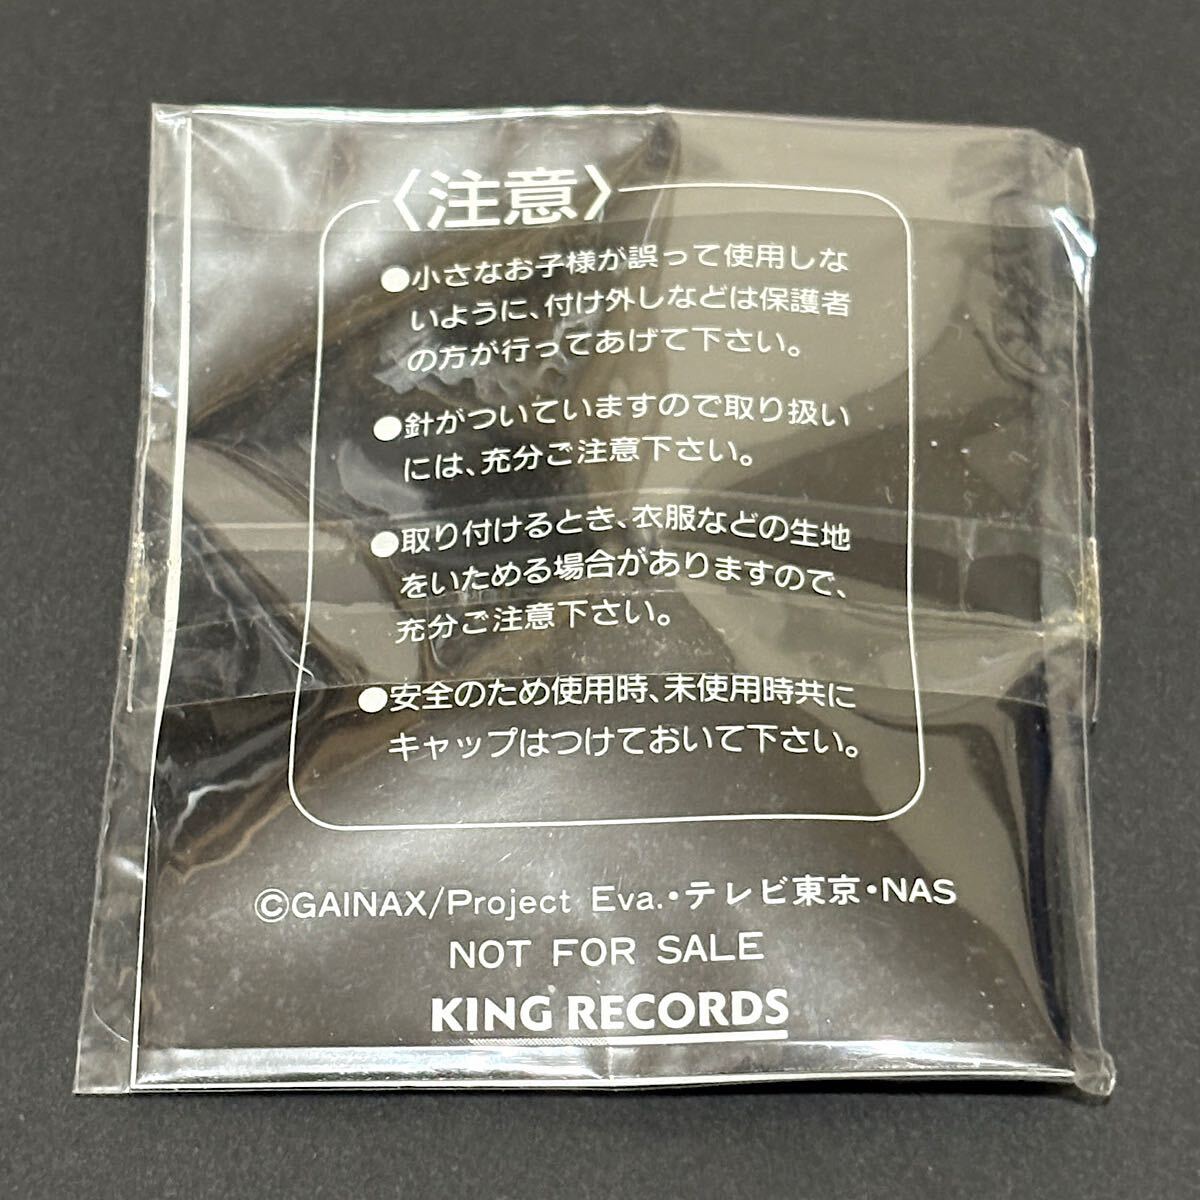 〈注意〉
●小さなお子様が誤って使用しな
いように、付け外しなどは保護者
の方が行ってあげて下さい。
●針がついていますので取り扱い
には、充分ご注意下さい。
●取り付けるとき、衣服などの生地
をいためる場合がありますので、
充分ご注意下さい。
●安全のため使用時、未使用時共に
キャップはつけておいて下さい。
©GAINAX/Project Eva.・テレビ東京・NAS
NOT FOR SALE
KING RECORDS